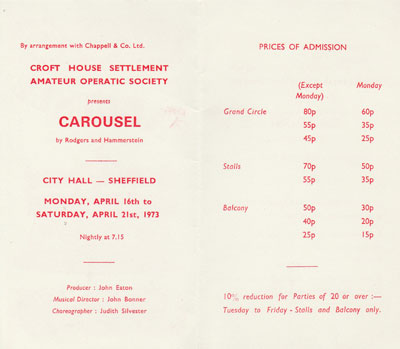 By arrangement with Chappell & Co. Ltd.
CROFT HOUSE SETTLEMENT
AMATEUR OPERATIC SOCIETY
presents
CAROUSEL
by Rodgers and Hammerstein
CITY HALL — SHEFFIELD
MONDAY, APRIL 16th to
SATURDAY, APRIL 21st, 1973
Nightly at 7.15
Producer : John Eaton
Musical Director : John Bonner
Choreographer : Judith Silvester
PRICES OF ADMISSION
(Except Monday) Monday
Grand Circle 80p 60p
55p 35p
45p 25p
Stalls 70p 50p
55p 35p
Balcony 50p 30p
40p 20p
25p 15p
10% reduction for Parties of 20 or over :—
Tuesday to Friday - Stalls and Balcony only.